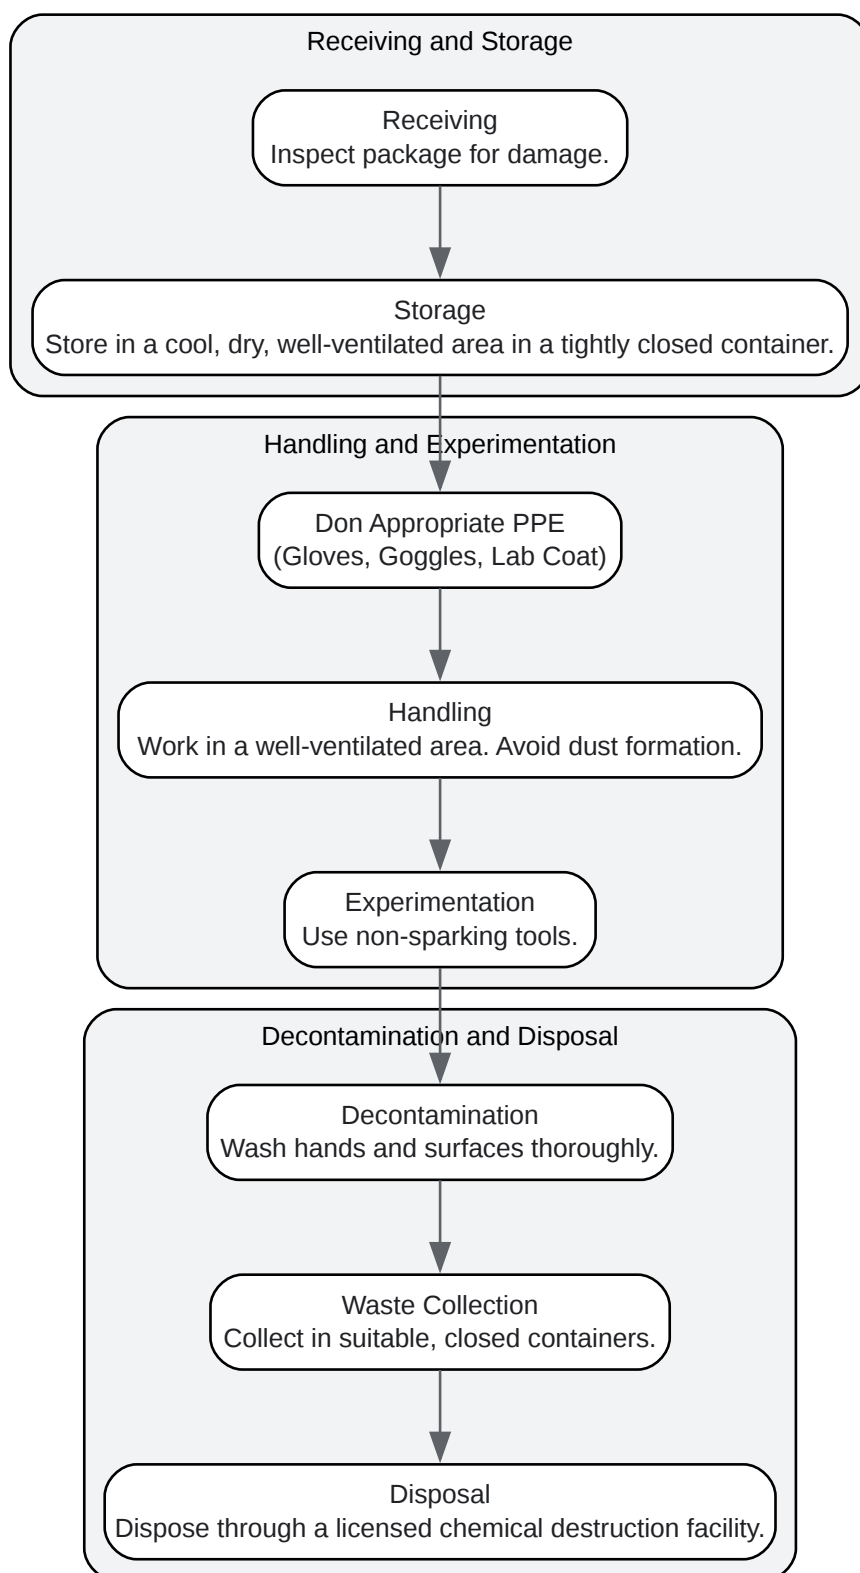 Receiving and Storage
Receiving
Inspect package for damage.
Storage
Store in a cool, dry, well-ventilated area in a tightly closed container.
Handling and Experimentation
Don Appropriate PPE
(Gloves, Goggles, Lab Coat)
Handling
Work in a well-ventilated area. Avoid dust formation.
Experimentation
Use non-sparking tools.
Decontamination and Disposal
Decontamination
Wash hands and surfaces thoroughly.
Waste Collection
Collect in suitable, closed containers.
Disposal
Dispose through a licensed chemical destruction facility.